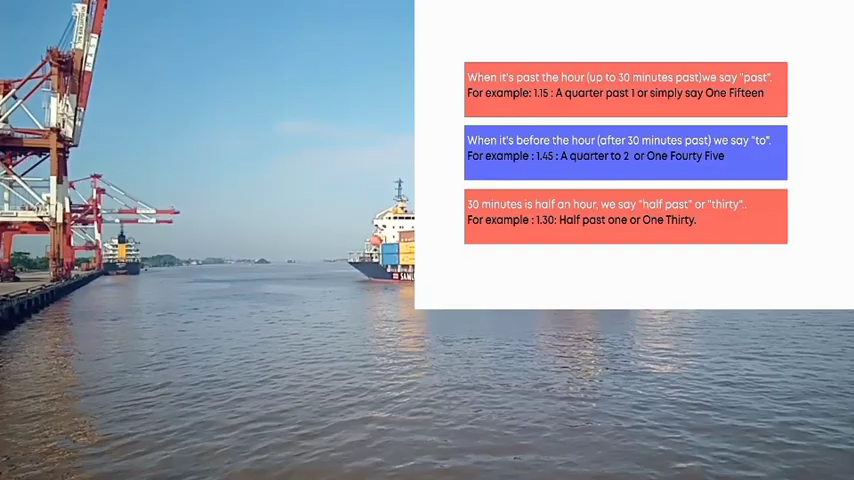 When it's past the hour (up to 30 minutes past)we say "past".
For example: 1.15 : A quarter past 1 or simply say One Fifteen
When it's before the hour (after 30 minutes past) we say "to".
For example : 1.45 : A quarter to 2 or One Fourty Five
30 minutes is half an hour, we say "half past" or "thirty"..
For example : 1.30: Half past one or One Thirty.